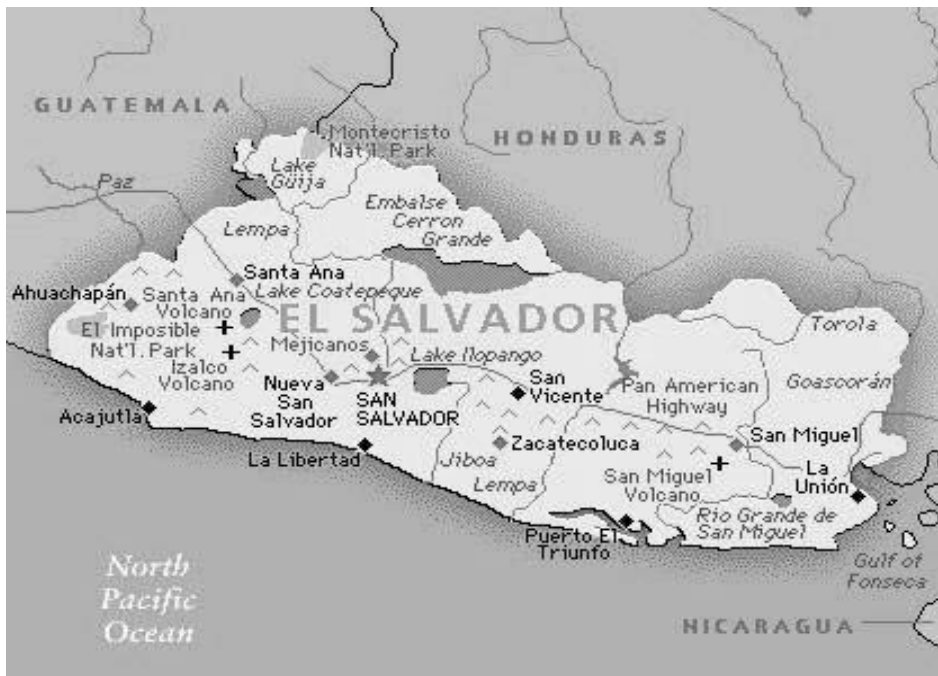 GUATEMALA
Montecristo
Nat'l. Park
HONDURAS
Lake
Güija
Paz
Embalse
Cerron
Grande
Lempa
Santa Ana
Lake Coatepeque
Ahuachapán
Santa Ana
Volcano
EL SALVADOR
Torola
El Imposible
Nat'l. Park
Mejicanos
Lake Ilopango
Izalco
Volcano
Nueva
San
Salvador
SAN
SALVADOR
San
Vicente
Pan American
Highway
Goascorán
Acajutla
La Libertad
Zacatecoluca
San Miguel
Jiboa
Lempa
San Miguel
Volcano
La
Unión
Puerto El
Triunfo
Rio Grande de
San Miguel
Gulf of
Fonseca
North
Pacific
Ocean
NICARAGUA